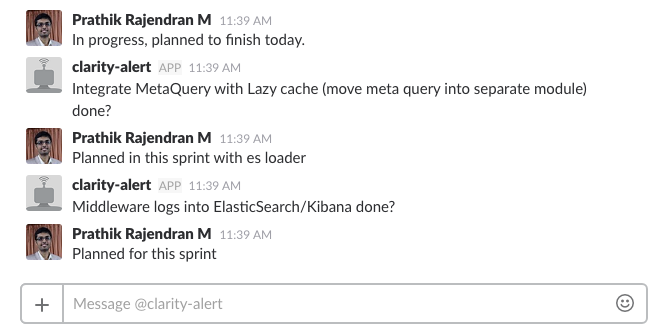 Prathik Rajendran M 11:39 AM
In progress, planned to finish today.
clarity-alert APP 11:39 AM
Integrate MetaQuery with Lazy cache (move meta query into separate module)
done?
Prathik Rajendran M 11:39 AM
Planned in this sprint with es loader
clarity-alert APP 11:39 AM
Middleware logs into ElasticSearch/Kibana done?
Prathik Rajendran M 11:39 AM
Planned for this sprint
Message @clarity-alert